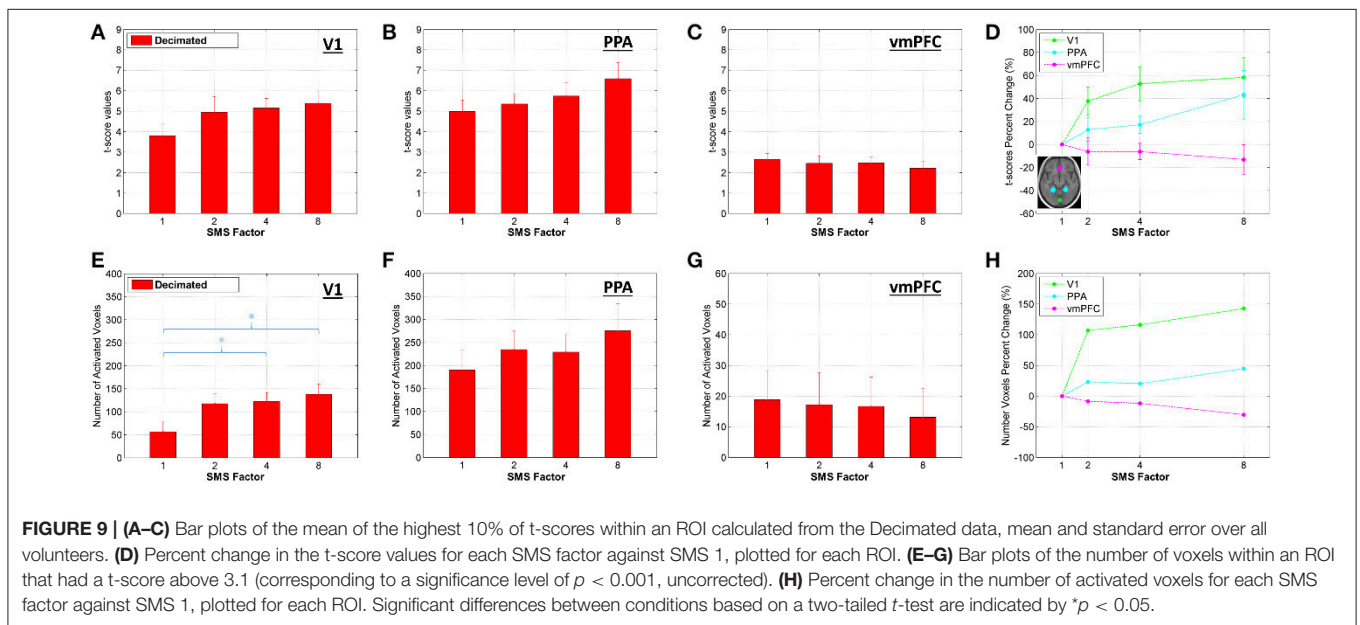 A
Decimated
V1
9
8
7
6
5
4
3
2
1
0
t-score values
1 2 4 8
SMS Factor
B
PPA
9
8
7
6
5
4
3
2
1
0
t-score values
1 2 4 8
SMS Factor
C
vmPFC
9
8
7
6
5
4
3
2
1
0
t-score values
1 2 4 8
SMS Factor
D
V1
PPA
vmPFC
100
80
60
40
20
0
-20
-40
-60
t-scores Percent Change (%)
1 2 4 8
SMS Factor
E
Decimated
V1
400
350
300
250
200
150
100
50
0
Number of Activated Voxels
*
*
1 2 4 8
SMS Factor
F
PPA
400
350
300
250
200
150
100
50
0
Number of Activated Voxels
1 2 4 8
SMS Factor
G
vmPFC
60
50
40
30
20
10
0
Number of Activated Voxels
1 2 4 8
SMS Factor
H
V1
PPA
vmPFC
200
150
100
50
0
-50
-100
Number Voxels Percent Change (%)
1 2 4 8
SMS Factor
FIGURE 9 | (A–C) Bar plots of the mean of the highest 10% of t-scores within an ROI calculated from the Decimated data, mean and standard error over all
volunteers. (D) Percent change in the t-score values for each SMS factor against SMS 1, plotted for each ROI. (E–G) Bar plots of the number of voxels within an ROI
that had a t-score above 3.1 (corresponding to a significance level of p < 0.001, uncorrected). (H) Percent change in the number of activated voxels for each SMS
factor against SMS 1, plotted for each ROI. Significant differences between conditions based on a two-tailed t-test are indicated by *p < 0.05.